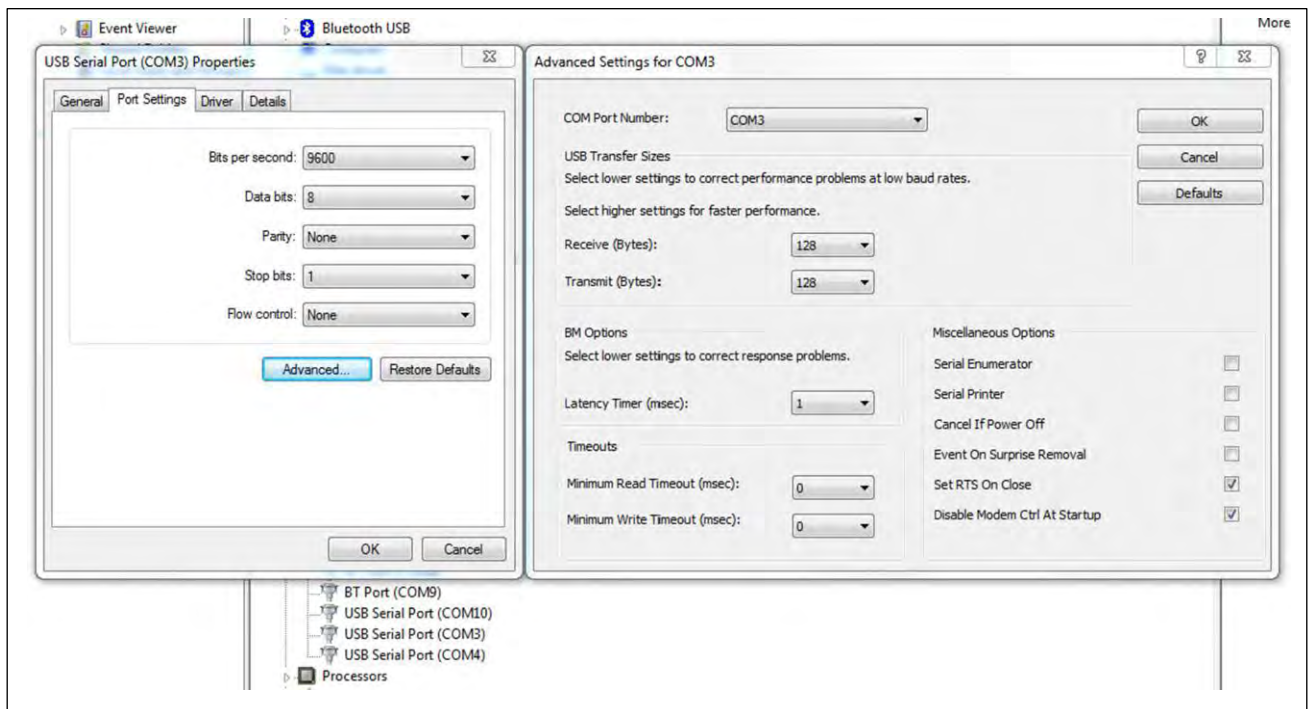 Event Viewer
Bluetooth USB
More
USB Serial Port (COM3) Properties
General Port Settings Driver Details
Bits per second: 9600
Data bits: 8
Parity: None
Stop bits: 1
Flow control: None
Advanced... Restore Defaults
OK Cancel
Advanced Settings for COM3
COM Port Number: COM3
OK
Cancel
Defaults
USB Transfer Sizes
Select lower settings to correct performance problems at low baud rates.
Select higher settings for faster performance.
Receive (Bytes): 128
Transmit (Bytes): 128
BM Options
Select lower settings to correct response problems.
Latency Timer (msec): 1
Timeouts
Minimum Read Timeout (msec): 0
Minimum Write Timeout (msec): 0
Miscellaneous Options
Serial Enumerator
Serial Printer
Cancel If Power Off
Event On Surprise Removal
Set RTS On Close
Disable Modem Ctrl At Startup
BT Port (COM9)
USB Serial Port (COM10)
USB Serial Port (COM3)
USB Serial Port (COM4)
Processors